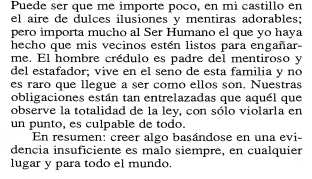 Puede ser que me importe poco, en mi castillo en
el aire de dulces ilusiones y mentiras adorables;
pero importa mucho al Ser Humano el que yo haya
hecho que mis vecinos estén listos para engañar-
me. El hombre crédulo es padre del mentiroso y
del estafador; vive en el seno de esta familia y no
es raro que llegue a ser como ellos son. Nuestras
obligaciones están tan entrelazadas que aquél que
observe la totalidad de la ley, con sólo violarla en
un punto, es culpable de todo.
En resumen: creer algo basándose en una evi-
dencia insuficiente es malo siempre, en cualquier
lugar y para todo el mundo.